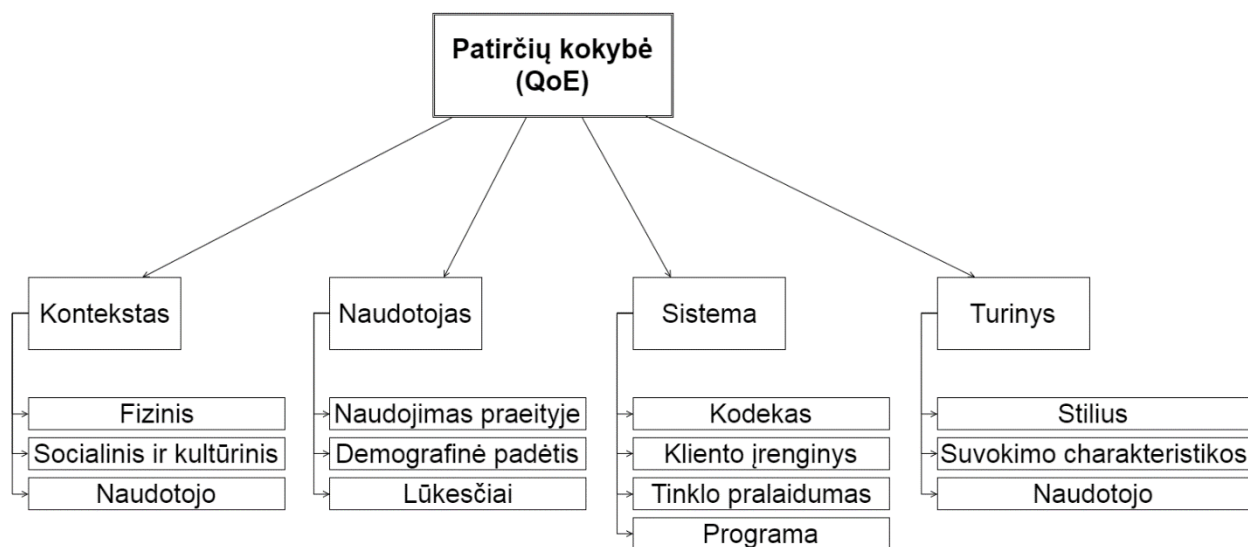 Patirčių kokybė
(QoE)
Kontekstas
Fizinis
Socialinis ir kultūrinis
Naudotojo
Naudotojas
Naudojimas praeityje
Demografinė padėtis
Lūkesčiai
Sistema
Kodekas
Kliento įrenginys
Tinklo pralaidumas
Programa
Turinys
Stilius
Suvokimo charakteristikos
Naudotojo